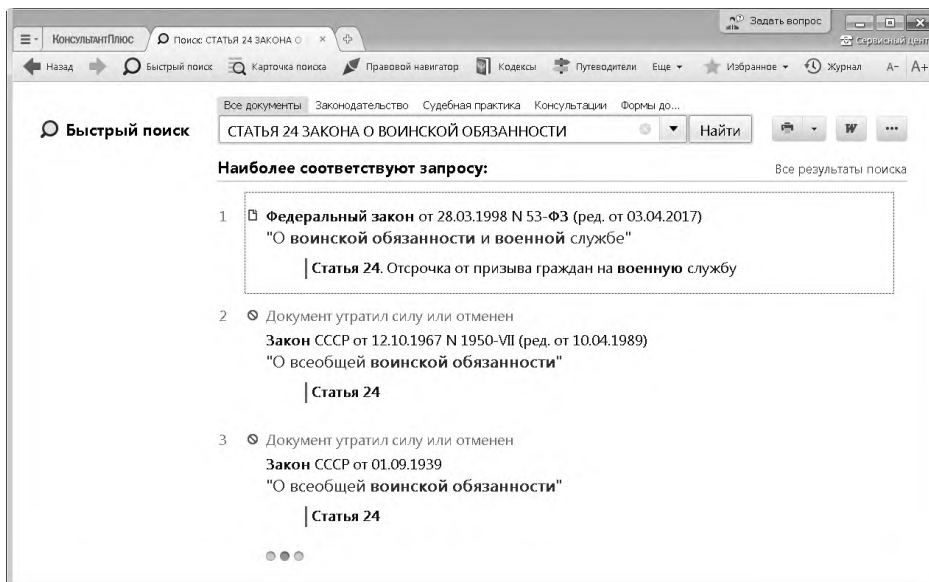 Задать вопрос
КонсультантПлюс
Поиск: СТАТЬЯ 24 ЗАКОНА О
Сервисный цент
Назад
Быстрый поиск
Карточка поиска
Правовой навигатор
Кодексы
Путеводители
Еще
Избранное
Журнал
A-
A+
Все документы Законодательство Судебная практика Консультации Формы до...
Быстрый поиск
СТАТЬЯ 24 ЗАКОНА О ВОИНСКОЙ ОБЯЗАННОСТИ
Найти
W
Наиболее соответствуют запросу:
Все результаты поиска
1 Федеральный закон от 28.03.1998 N 53-ФЗ (ред. от 03.04.2017)
"О воинской обязанности и военной службе"
Статья 24. Отсрочка от призыва граждан на военную службу
2 Документ утратил силу или отменен
Закон СССР от 12.10.1967 N 1950-VII (ред. от 10.04.1989)
"О всеобщей воинской обязанности"
Статья 24
3 Документ утратил силу или отменен
Закон СССР от 01.09.1939
"О всеобщей воинской обязанности"
Статья 24